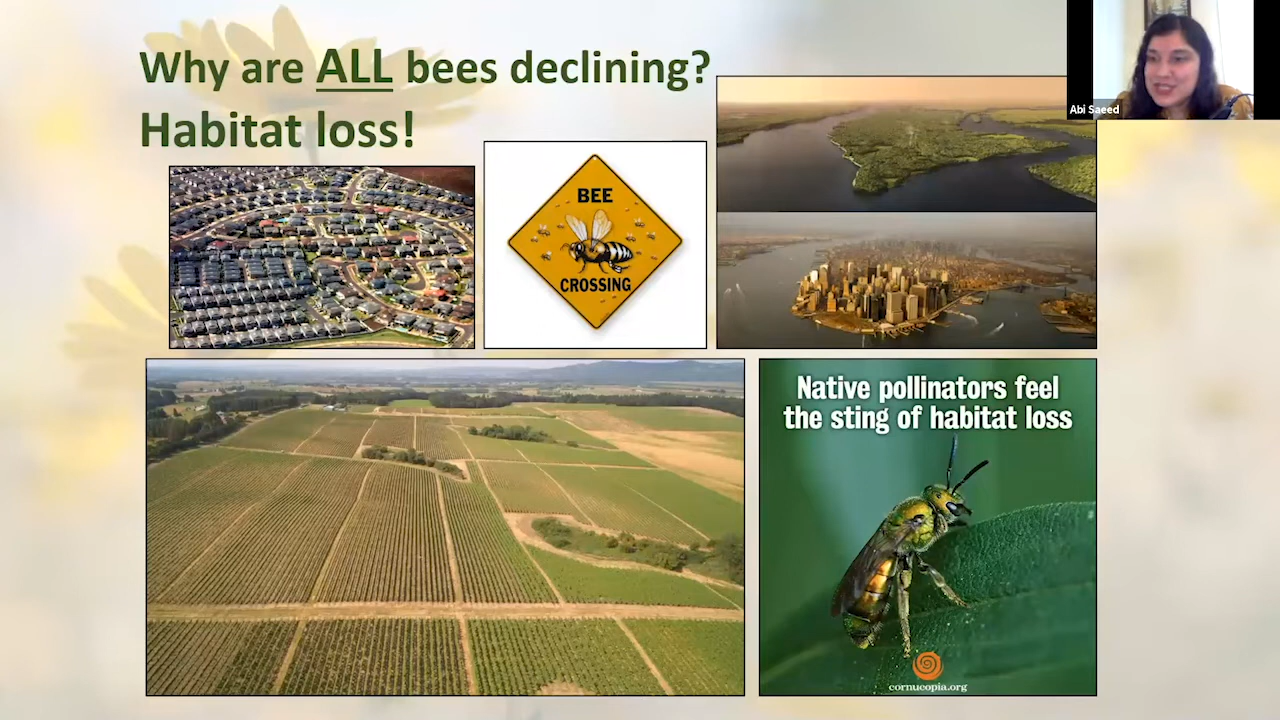 Why are ALL bees declining?
Habitat loss!
Abi Saeed
BEE
CROSSING
Native pollinators feel
the sting of habitat loss
cornucopia.org